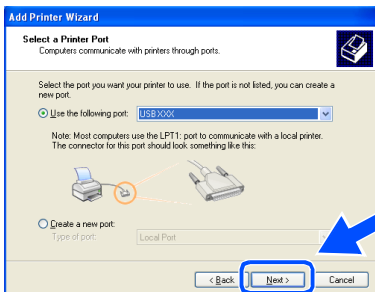 Add Printer Wizard
Select a Printer Port
Computers communicate with printers through ports.
Select the port you want your printer to use. If the port is not listed, you can create a
new port.
Use the following port: USBXXX
Note: Most computers use the LPT1: port to communicate with a local printer.
The connector for this port should look something like this:
Create a new port:
Type of port: Local Port
< Back Next > Cancel